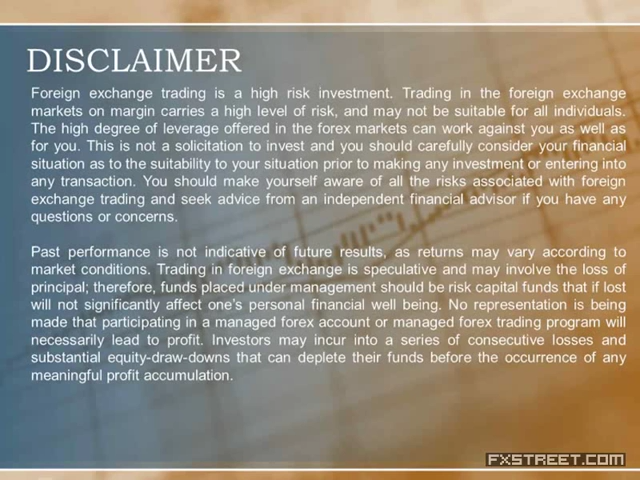 DISCLAIMER
Foreign exchange trading is a high risk investment. Trading in the foreign exchange
markets on margin carries a high level of risk, and may not be suitable for all individuals.
The high degree of leverage offered in the forex markets can work against you as well as
for you. This is not a solicitation to invest and you should carefully consider your financial
situation as to the suitability to your situation prior to making any investment or entering into
any transaction. You should make yourself aware of all the risks associated with foreign
exchange trading and seek advice from an independent financial advisor if you have any
questions or concerns.
Past performance is not indicative of future results, as returns may vary according to
market conditions. Trading in foreign exchange is speculative and may involve the loss of
principal; therefore, funds placed under management should be risk capital funds that if lost
will not significantly affect one's personal financial well being. No representation is being
made that participating in a managed forex account or managed forex trading program will
necessarily lead to profit. Investors may incur into a series of consecutive losses and
substantial equity-draw-downs that can deplete their funds before the occurrence of any
meaningful profit accumulation.
FXSTREET.COM